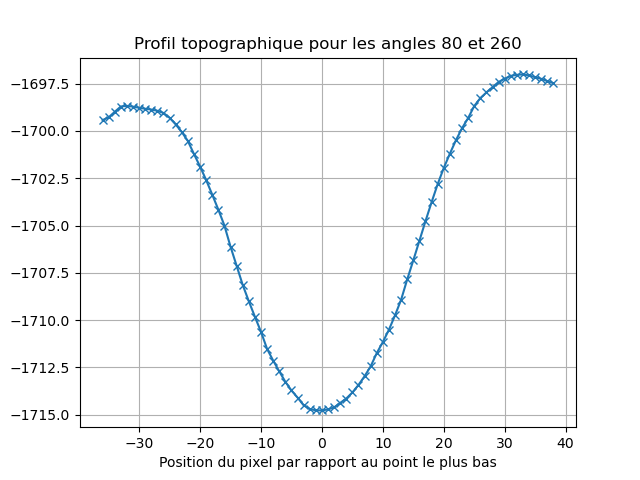 Profil topographique pour les angles 80 et 260
−1697.5
−1700.0
−1702.5
−1705.0
−1707.5
−1710.0
−1712.5
−1715.0
−30 −20 −10 0 10 20 30 40
Position du pixel par rapport au point le plus bas